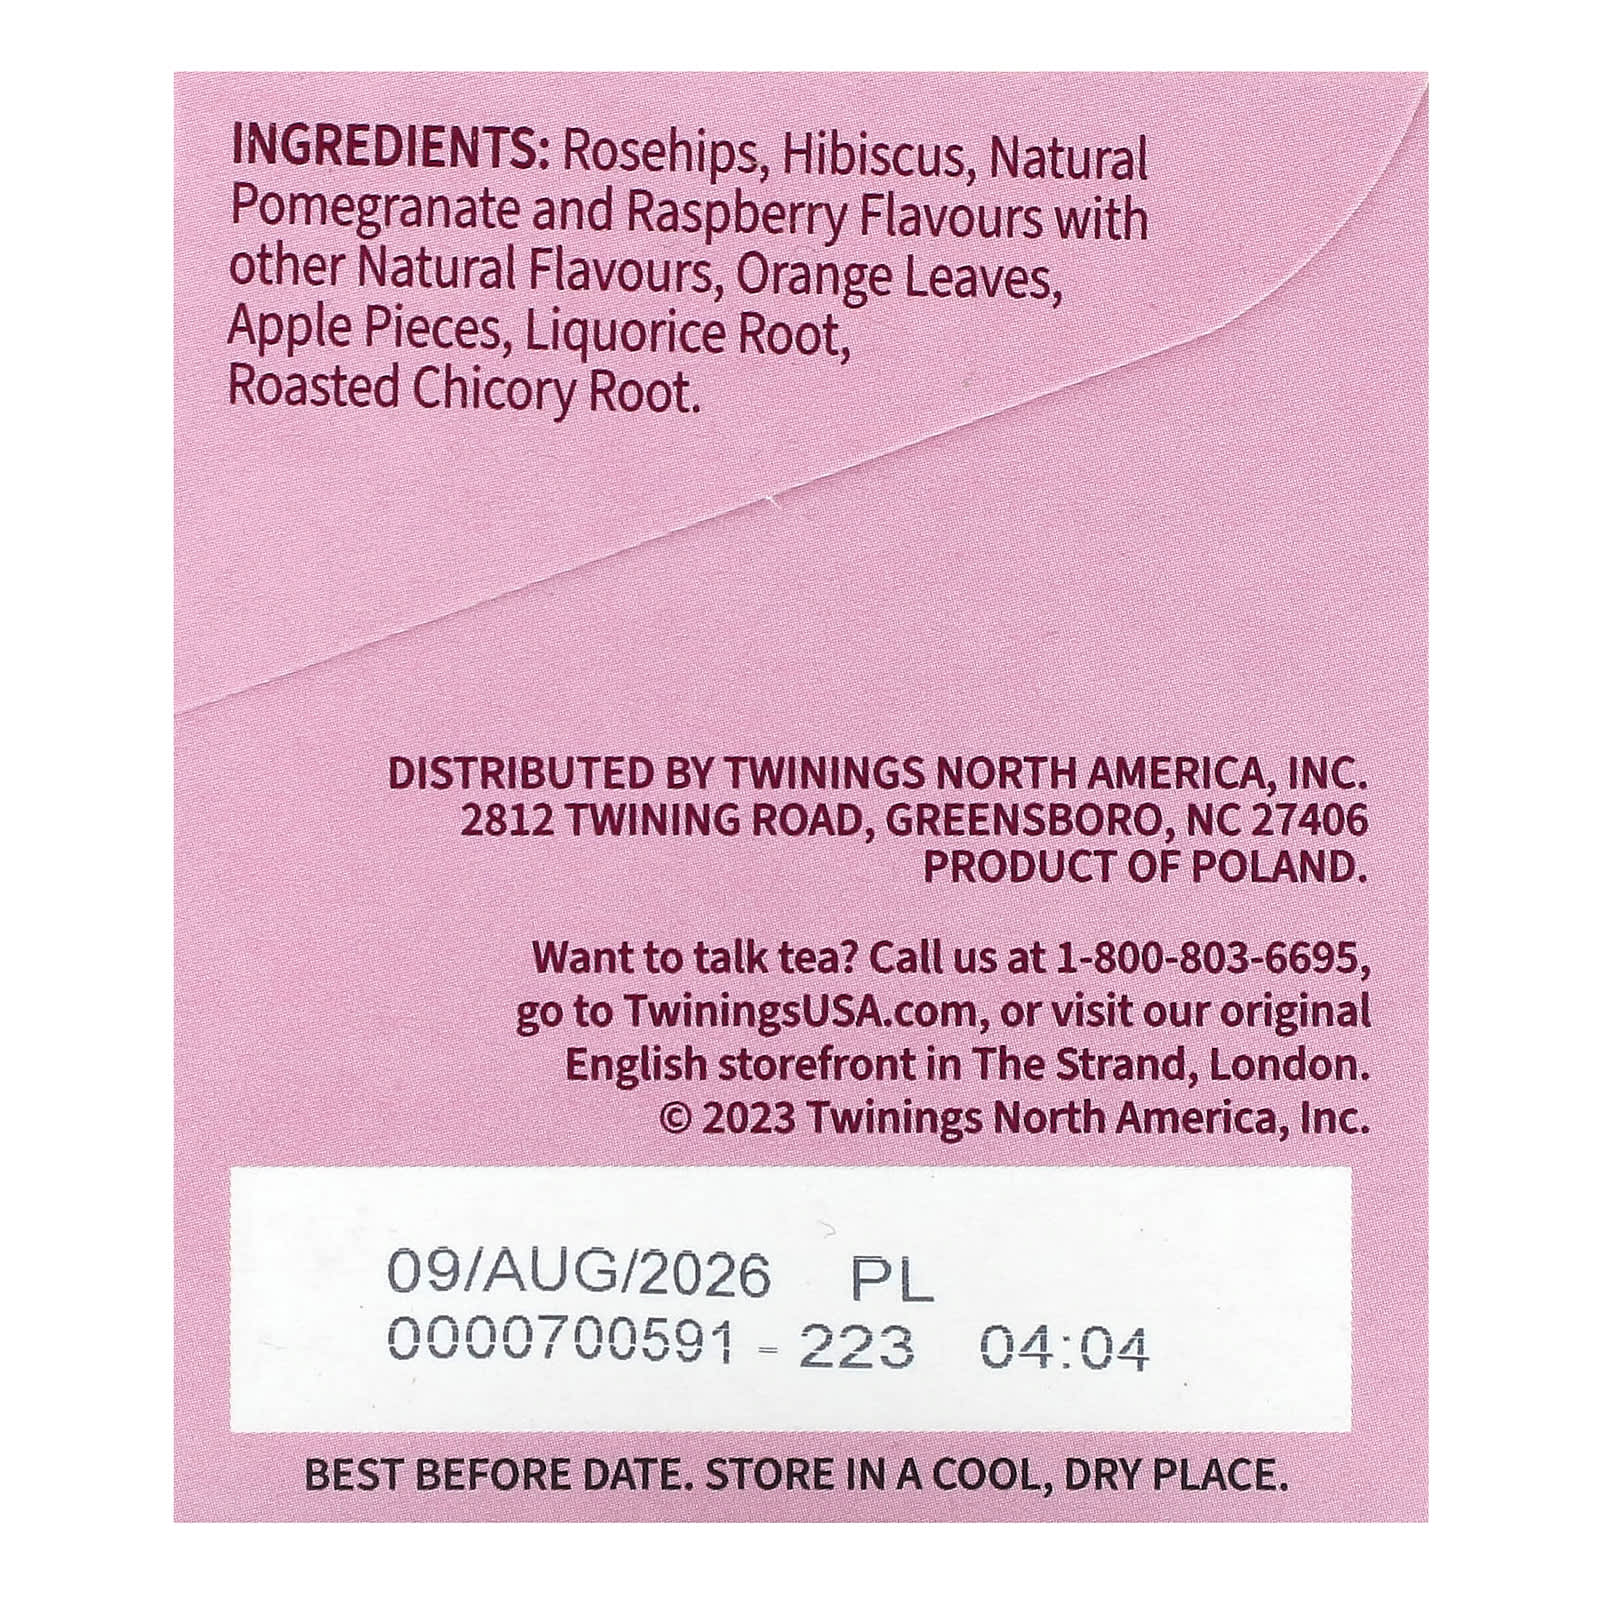 INGREDIENTS: Rosehips, Hibiscus, Natural
Pomegranate and Raspberry Flavours with
other Natural Flavours, Orange Leaves,
Apple Pieces, Liquorice Root,
Roasted Chicory Root.
DISTRIBUTED BY TWININGS NORTH AMERICA, INC.
2812 TWINING ROAD, GREENSBORO, NC 27406
PRODUCT OF POLAND.
Want to talk tea? Call us at 1-800-803-6695,
go to TwiningsUSA.com, or visit our original
English storefront in The Strand, London.
© 2023 Twinings North America, Inc.
09/AUG/2026 PL
0000700591 - 223 04:04
BEST BEFORE DATE. STORE IN A COOL, DRY PLACE.